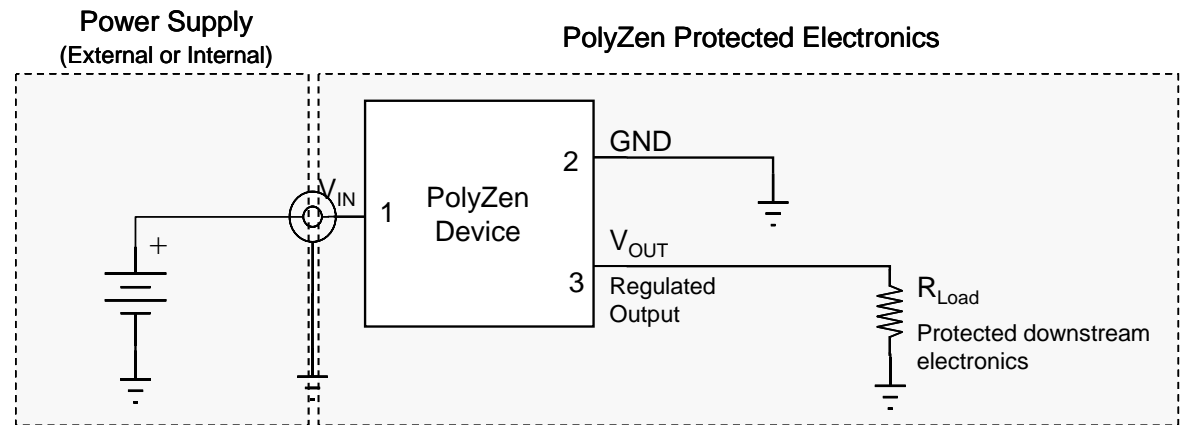 Power Supply
(External or Internal)
PolyZen Protected Electronics
V_IN
1
PolyZen
Device
2
GND
3
V_OUT
Regulated
Output
+
R_Load
Protected downstream
electronics